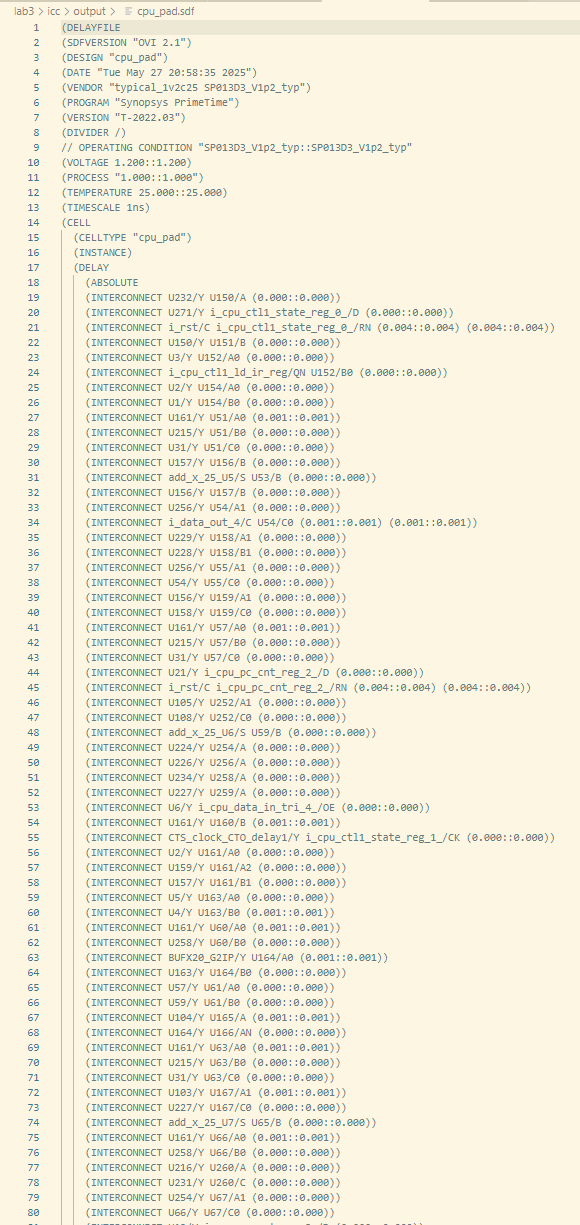 lab3 > icc > output > cpu_pad.sdf
1 (DELAYFILE
2 (SDFVERSION "OVI 2.1")
3 (DESIGN "cpu_pad")
4 (DATE "Tue May 27 20:58:35 2025")
5 (VENDOR "typical_1v2c25 SP013D3_V1p2_typ")
6 (PROGRAM "Synopsys PrimeTime")
7 (VERSION "T-2022.03")
8 (DIVIDER /)
9 // OPERATING CONDITION "SP013D3_V1p2_typ::SP013D3_V1p2_typ"
10 (VOLTAGE 1.200::1.200)
11 (PROCESS "1.000::1.000")
12 (TEMPERATURE 25.000::25.000)
13 (TIMESCALE 1ns)
14 (CELL
15 (CELLTYPE "cpu_pad")
16 (INSTANCE)
17 (DELAY
18 (ABSOLUTE
19 (INTERCONNECT U232/Y U150/A (0.000::0.000))
20 (INTERCONNECT U271/Y i_cpu_ctl1_state_reg_0_/D (0.000::0.000))
21 (INTERCONNECT i_rst/C i_cpu_ctl1_state_reg_0_/RN (0.004::0.004) (0.004::0.004))
22 (INTERCONNECT U150/Y U151/B (0.000::0.000))
23 (INTERCONNECT U3/Y U152/A0 (0.000::0.000))
24 (INTERCONNECT i_cpu_ctl1_ld_ir_reg/QN U152/B0 (0.000::0.000))
25 (INTERCONNECT U2/Y U154/A0 (0.000::0.000))
26 (INTERCONNECT U1/Y U154/B0 (0.000::0.000))
27 (INTERCONNECT U161/Y U51/A0 (0.001::0.001))
28 (INTERCONNECT U215/Y U51/B0 (0.000::0.000))
29 (INTERCONNECT U31/Y U51/C0 (0.000::0.000))
30 (INTERCONNECT U157/Y U156/B (0.000::0.000))
31 (INTERCONNECT add_x_25_U5/S U53/B (0.000::0.000))
32 (INTERCONNECT U156/Y U157/B (0.000::0.000))
33 (INTERCONNECT U256/Y U54/A1 (0.000::0.000))
34 (INTERCONNECT i_data_out_4/C U54/C0 (0.001::0.001) (0.001::0.001))
35 (INTERCONNECT U229/Y U158/A1 (0.000::0.000))
36 (INTERCONNECT U228/Y U158/B1 (0.000::0.000))
37 (INTERCONNECT U256/Y U55/A1 (0.000::0.000))
38 (INTERCONNECT U54/Y U55/C0 (0.000::0.000))
39 (INTERCONNECT U156/Y U159/A1 (0.000::0.000))
40 (INTERCONNECT U158/Y U159/C0 (0.000::0.000))
41 (INTERCONNECT U161/Y U57/A0 (0.001::0.001))
42 (INTERCONNECT U215/Y U57/B0 (0.000::0.000))
43 (INTERCONNECT U31/Y U57/C0 (0.000::0.000))
44 (INTERCONNECT U21/Y i_cpu_pc_cnt_reg_2_/D (0.000::0.000))
45 (INTERCONNECT i_rst/C i_cpu_pc_cnt_reg_2_/RN (0.004::0.004) (0.004::0.004))
46 (INTERCONNECT U105/Y U252/A1 (0.000::0.000))
47 (INTERCONNECT U108/Y U252/C0 (0.000::0.000))
48 (INTERCONNECT add_x_25_U6/S U59/B (0.000::0.000))
49 (INTERCONNECT U224/Y U254/A (0.000::0.000))
50 (INTERCONNECT U226/Y U256/A (0.000::0.000))
51 (INTERCONNECT U234/Y U258/A (0.000::0.000))
52 (INTERCONNECT U227/Y U259/A (0.000::0.000))
53 (INTERCONNECT U6/Y i_cpu_data_in_tri_4_/OE (0.000::0.000))
54 (INTERCONNECT U161/Y U160/B (0.001::0.001))
55 (INTERCONNECT CTS_clock_CTO_delay1/Y i_cpu_ctl1_state_reg_1_/CK (0.000::0.000))
56 (INTERCONNECT U2/Y U161/A0 (0.000::0.000))
57 (INTERCONNECT U159/Y U161/A2 (0.000::0.000))
58 (INTERCONNECT U157/Y U161/B1 (0.000::0.000))
59 (INTERCONNECT U5/Y U163/A0 (0.000::0.000))
60 (INTERCONNECT U4/Y U163/B0 (0.001::0.001))
61 (INTERCONNECT U161/Y U60/A0 (0.001::0.001))
62 (INTERCONNECT U258/Y U60/B0 (0.000::0.000))
63 (INTERCONNECT BUFX20_G2IP/Y U164/A0 (0.001::0.001))
64 (INTERCONNECT U163/Y U164/B0 (0.000::0.000))
65 (INTERCONNECT U57/Y U61/A0 (0.000::0.000))
66 (INTERCONNECT U59/Y U61/B0 (0.000::0.000))
67 (INTERCONNECT U104/Y U165/A (0.001::0.001))
68 (INTERCONNECT U164/Y U166/AN (0.000::0.000))
69 (INTERCONNECT U161/Y U63/A0 (0.001::0.001))
70 (INTERCONNECT U215/Y U63/B0 (0.000::0.000))
71 (INTERCONNECT U31/Y U63/C0 (0.000::0.000))
72 (INTERCONNECT U103/Y U167/A1 (0.001::0.001))
73 (INTERCONNECT U227/Y U167/C0 (0.000::0.000))
74 (INTERCONNECT add_x_25_U7/S U65/B (0.000::0.000))
75 (INTERCONNECT U161/Y U66/A0 (0.001::0.001))
76 (INTERCONNECT U258/Y U66/B0 (0.000::0.000))
77 (INTERCONNECT U216/Y U260/A (0.000::0.000))
78 (INTERCONNECT U231/Y U260/C (0.000::0.000))
79 (INTERCONNECT U254/Y U67/A1 (0.000::0.000))
80 (INTERCONNECT U66/Y U67/C0 (0.000::0.000))